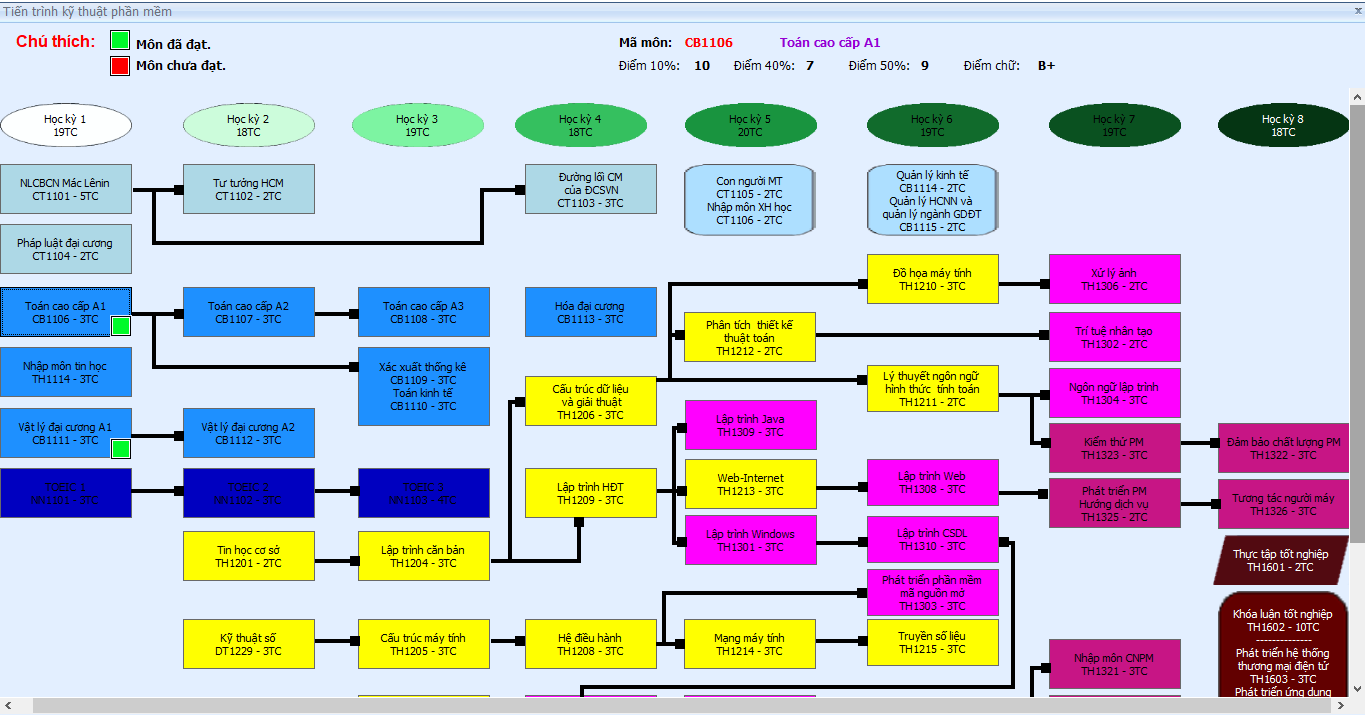 Tiến trình kỹ thuật phần mềm
Chú thích:
Môn đã đạt.
Môn chưa đạt.
Mã môn: CB1106 Toán cao cấp A1
Điểm 10%: 10 Điểm 40%: 7 Điểm 50%: 9 Điểm chữ: B+
Học kỳ 1
19TC
Học kỳ 2
18TC
Học kỳ 3
19TC
Học kỳ 4
18TC
Học kỳ 5
20TC
Học kỳ 6
19TC
Học kỳ 7
19TC
Học kỳ 8
18TC
NLCBCN Mác Lênin
CT1101 - 5TC
Tư tưởng HCM
CT1102 - 2TC
Đường lối CM
của ĐCSVN
CT1103 - 3TC
Con người MT
CT1105 - 2TC
Nhập môn XH học
CT1106 - 2TC
Quản lý kinh tế
CB1114 - 2TC
Quản lý HCNN và
quản lý ngành GDĐT
CB1115 - 2TC
Pháp luật đại cương
CT1104 - 2TC
Đồ họa máy tính
TH1210 - 3TC
Xử lý ảnh
TH1306 - 2TC
Toán cao cấp A1
CB1106 - 3TC
Toán cao cấp A2
CB1107 - 3TC
Toán cao cấp A3
CB1108 - 3TC
Hóa đại cương
CB1113 - 3TC
Phân tích thiết kế
thuật toán
TH1212 - 2TC
Trí tuệ nhân tạo
TH1302 - 2TC
Nhập môn tin học
TH1114 - 3TC
Xác xuất thống kê
CB1109 - 3TC
Toán kinh tế
CB1110 - 3TC
Cấu trúc dữ liệu
và giải thuật
TH1206 - 3TC
Lý thuyết ngôn ngữ
hình thức tính toán
TH1211 - 2TC
Ngôn ngữ lập trình
TH1304 - 3TC
Vật lý đại cương A1
CB1111 - 3TC
Vật lý đại cương A2
CB1112 - 3TC
Lập trình Java
TH1309 - 3TC
Kiểm thử PM
TH1323 - 3TC
Đảm bảo chất lượng PM
TH1322 - 3TC
TOEIC 1
NN1101 - 3TC
TOEIC 2
NN1102 - 3TC
TOEIC 3
NN1103 - 4TC
Lập trình HĐT
TH1209 - 3TC
Web-Internet
TH1213 - 3TC
Lập trình Web
TH1308 - 3TC
Phát triển PM
Hướng dịch vụ
TH1325 - 2TC
Tương tác người máy
TH1326 - 3TC
Tin học cơ sở
TH1201 - 2TC
Lập trình căn bản
TH1204 - 3TC
Lập trình Windows
TH1301 - 3TC
Lập trình CSDL
TH1310 - 3TC
Thực tập tốt nghiệp
TH1601 - 2TC
Phát triển phần mềm
mã nguồn mở
TH1303 - 3TC
Kỹ thuật số
DT1229 - 3TC
Cấu trúc máy tính
TH1205 - 3TC
Hệ điều hành
TH1208 - 3TC
Mạng máy tính
TH1214 - 3TC
Truyền số liệu
TH1215 - 3TC
Nhập môn CNPM
TH1321 - 3TC
Khóa luận tốt nghiệp
TH1602 - 10TC
--------------
Phát triển hệ thống
thương mại điện tử
TH1603 - 3TC
Phát triển ứng dụng